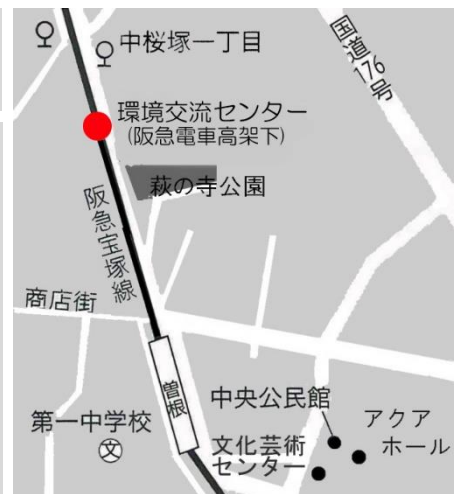 中桜塚一丁目
国道176号
環境交流センター
(阪急電車高架下)
萩の寺公園
阪急宝塚線
商店街
曽根
中央公民館
アクア
ホール
第一中学校
文
文化芸術
センター